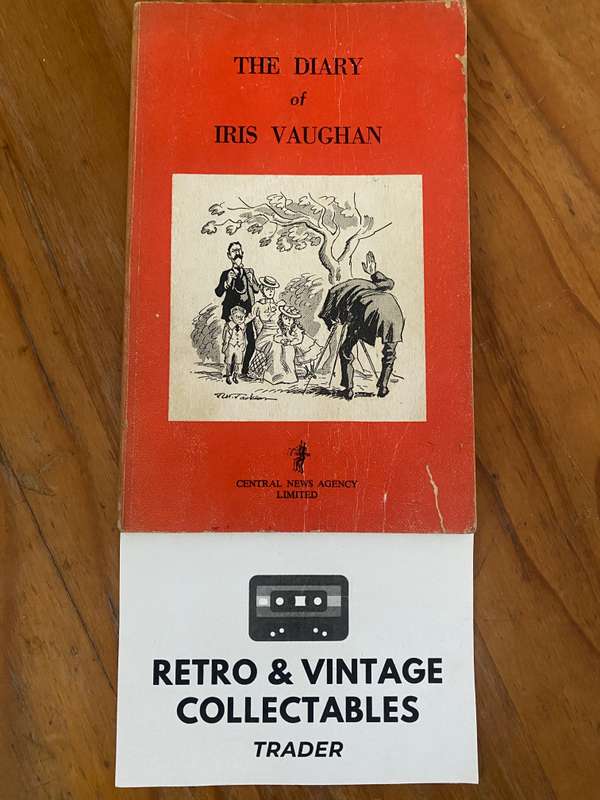 THE DIARY
of
IRIS VAUGHAN
CENTRAL NEWS AGENCY
LIMITED
RETRO & VINTAGE
COLLECTABLES
TRADER